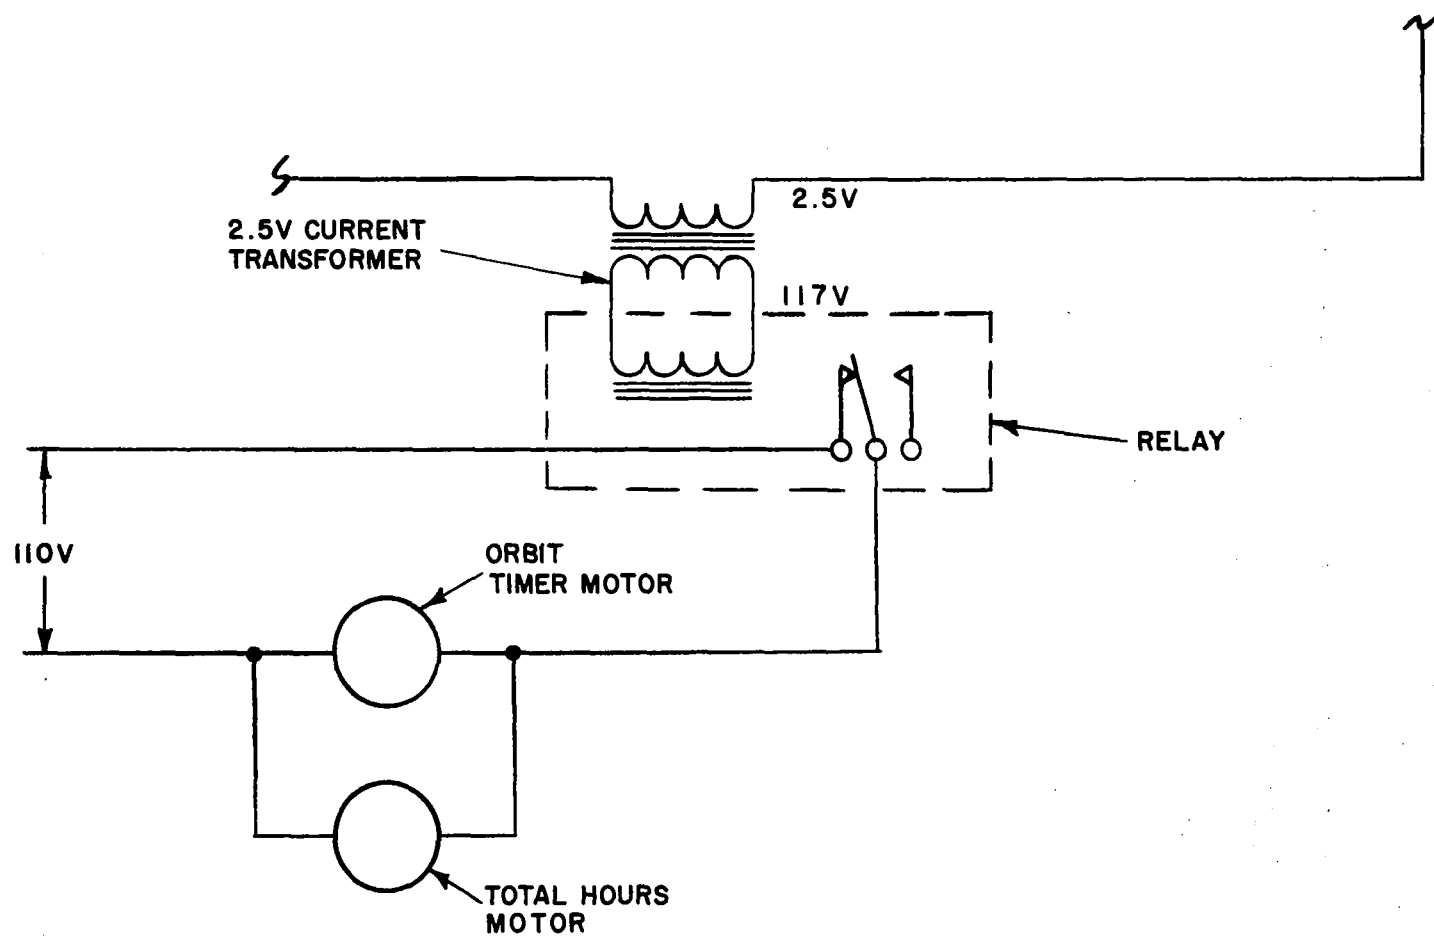 2.5V
2.5V CURRENT
TRANSFORMER
117V
RELAY
110V
ORBIT
TIMER MOTOR
TOTAL HOURS
MOTOR